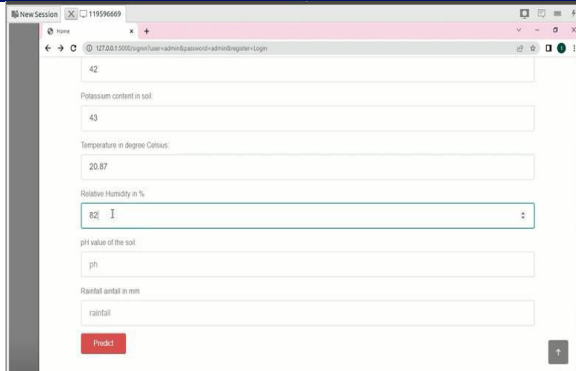 New Session
119596669
Home
127.0.0.1:5000/signin?user=admin&password=admin&register=Login
42
Potassium content in soil:
43
Temperature in degree Celsius:
20.87
Relative Humidity in %
82
pH value of the soil:
ph
Rainfall ainfall in mm
rainfall
Predict